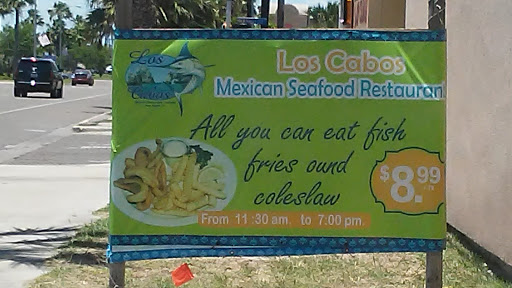 Los
Cabos
Los Cabos
Mexican Seafood Restauran
All you can eat fish
fries ound
coleslaw
$8.99
From 11:30 am. to 7:00 pm.